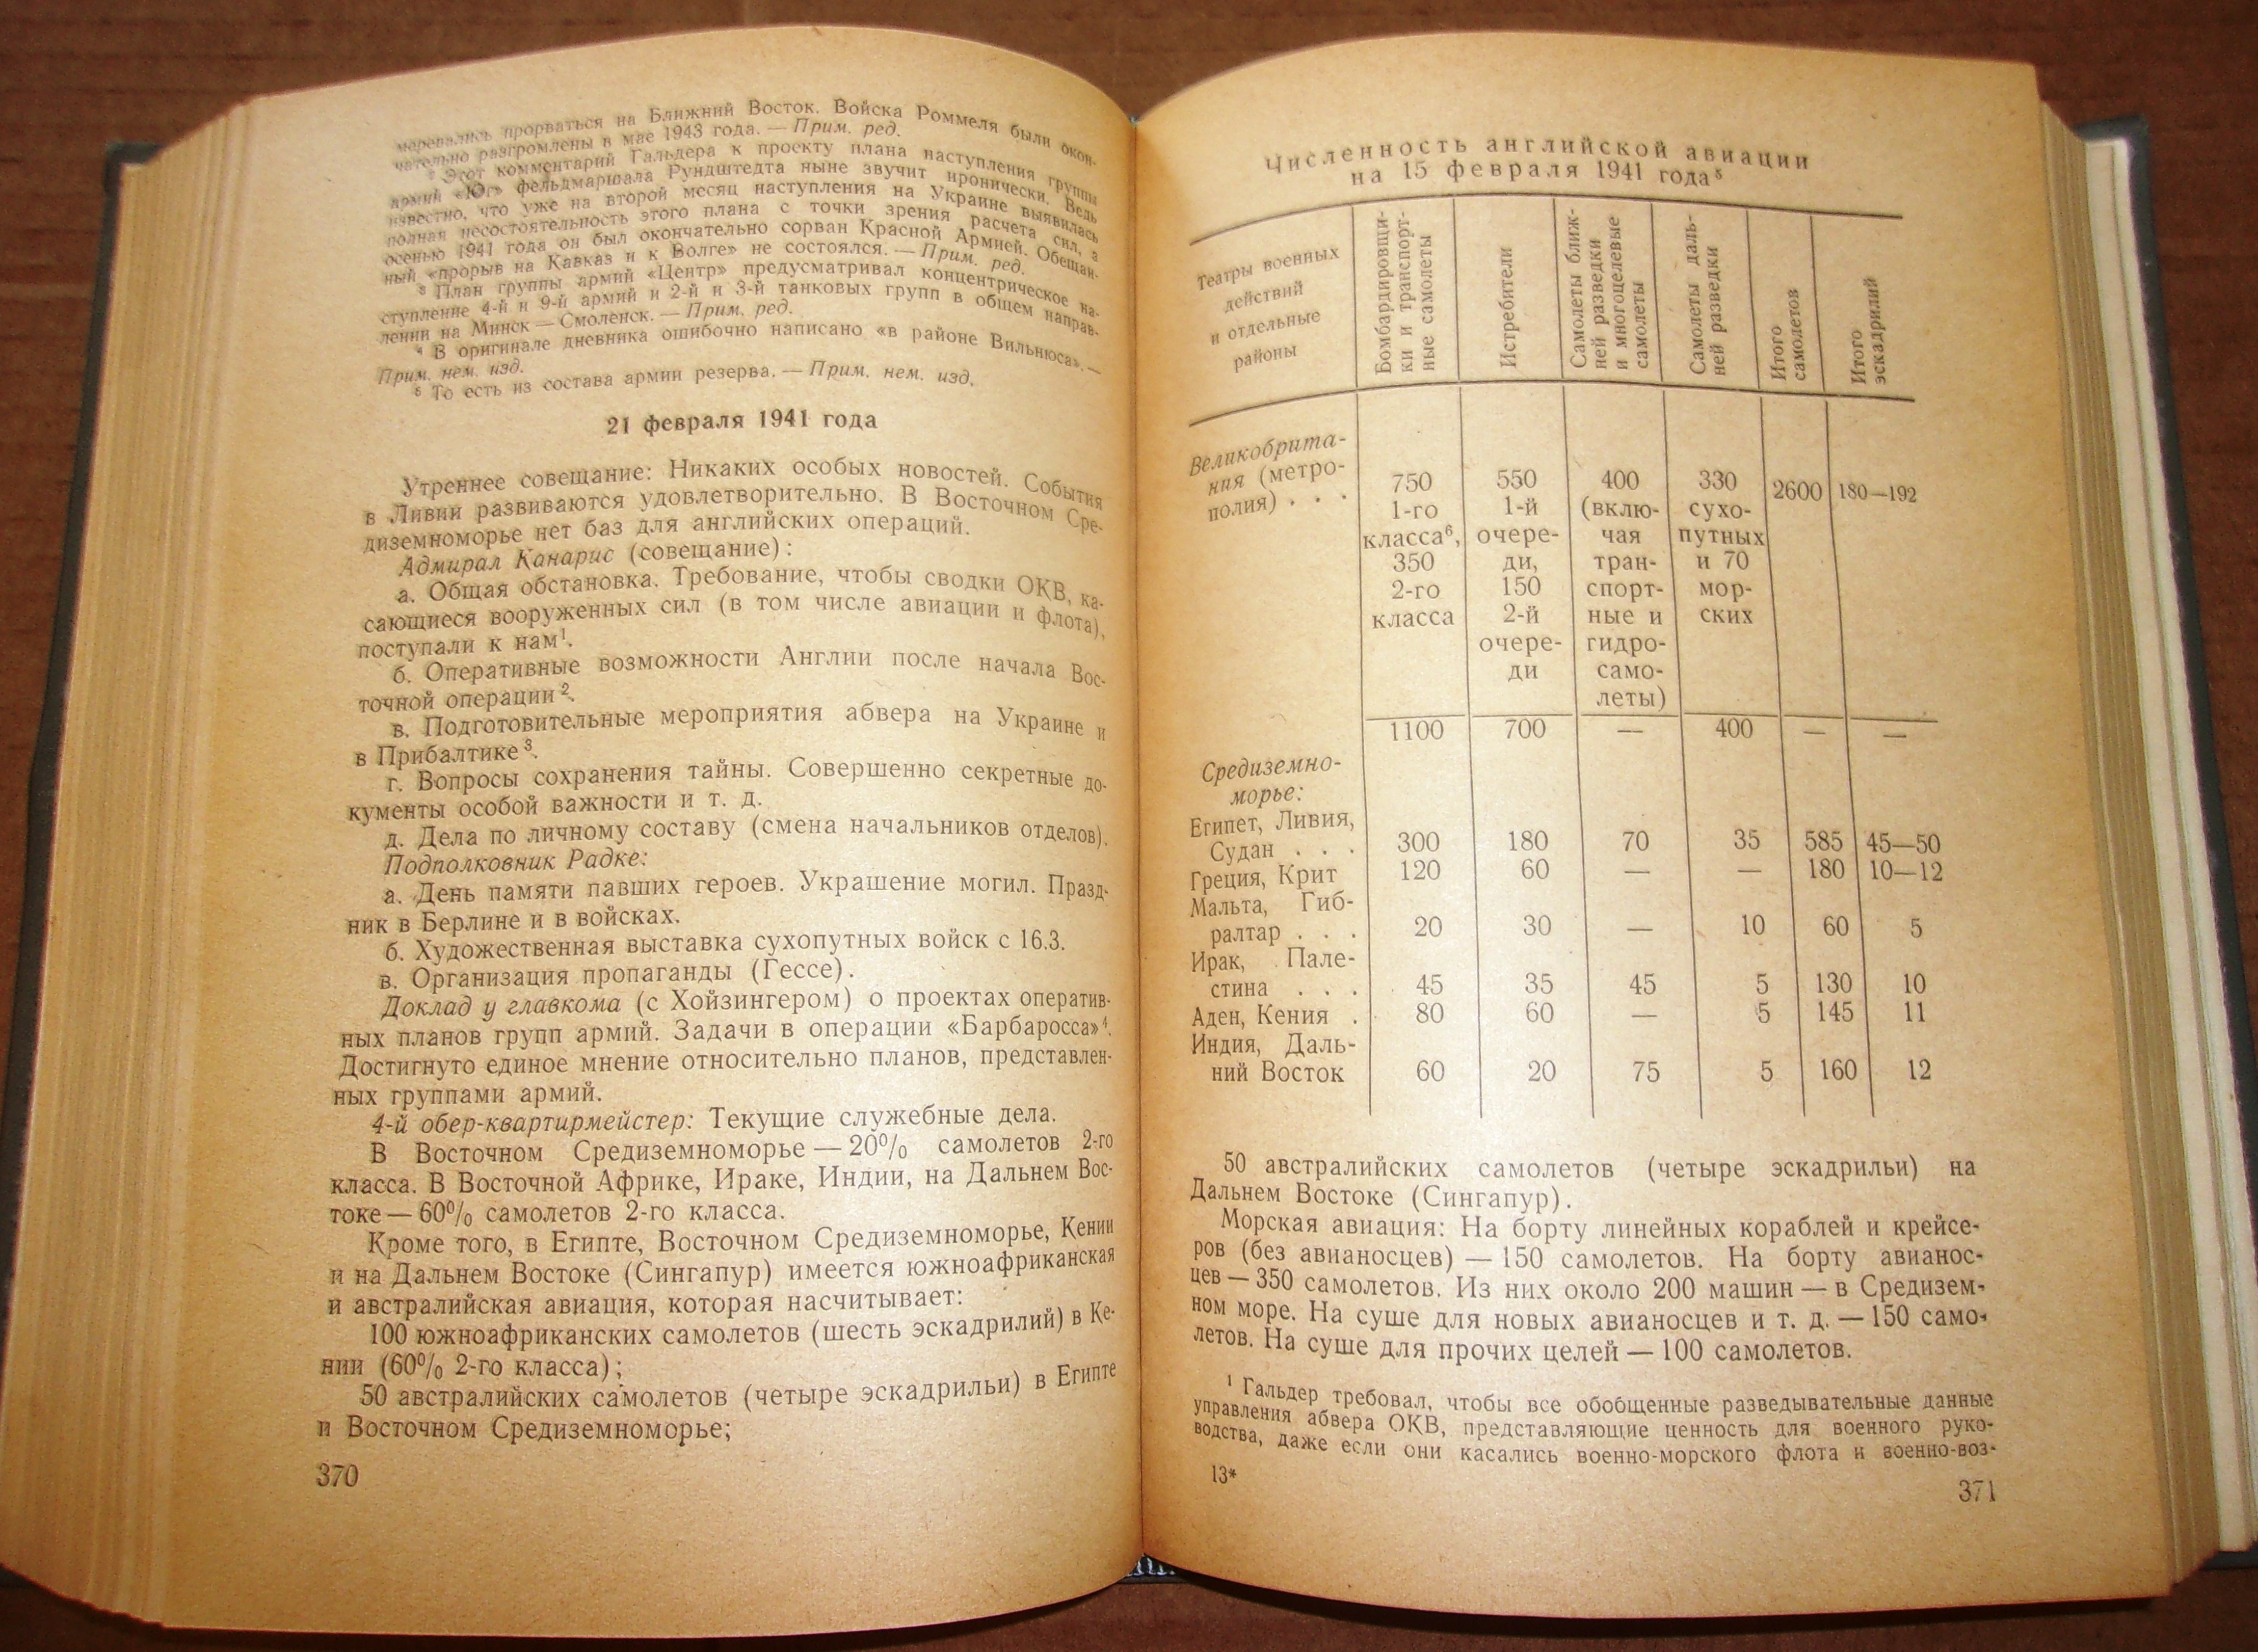 моревались прорваться на Ближний Восток. Войска Роммеля были окон-
чательно разгромлены в мае 1943 года. — Прим. ред.
² Этот комментарий Гальдера к проекту плана наступления группы
армий «Юг» фельдмаршала Рундштедта ныне звучит иронически. Ведь
известно, что уже на второй месяц наступления на Украине выявилась
полная несостоятельность этого плана с точки зрения расчета сил, а
осенью 1941 года он был окончательно сорван Красной Армией. Обещан-
ный «прорыв на Кавказ и к Волге» не состоялся. — Прим. ред.
³ План группы армий «Центр» предусматривал концентрическое на-
ступление 4-й и 9-й армий и 2-й и 3-й танковых групп в общем направ-
лении на Минск — Смоленск. — Прим. ред.
⁴ В оригинале дневника ошибочно написано «в районе Вильнюса». —
Прим. нем. изд.
⁵ То есть из состава армии резерва. — Прим. нем. изд.
21 февраля 1941 года
Утреннее совещание: Никаких особых новостей. События
в Ливии развиваются удовлетворительно. В Восточном Сре-
диземноморье нет баз для английских операций.
Адмирал Канарис (совещание):
а. Общая обстановка. Требование, чтобы сводки ОКВ, ка-
сающиеся вооруженных сил (в том числе авиации и флота),
поступали к нам¹.
б. Оперативные возможности Англии после начала Вос-
точной операции².
в. Подготовительные мероприятия абвера на Украине и
в Прибалтике³.
г. Вопросы сохранения тайны. Совершенно секретные до-
кументы особой важности и т. д.
д. Дела по личному составу (смена начальников отделов).
Подполковник Радке:
а. День памяти павших героев. Украшение могил. Празд-
ник в Берлине и в войсках.
б. Художественная выставка сухопутных войск с 16.3.
в. Организация пропаганды (Гессе).
Доклад у главкома (с Хойзингером) о проектах оператив-
ных планов групп армий. Задачи в операции «Барбаросса»⁴.
Достигнуто единое мнение относительно планов, представлен-
ных группами армий.
4-й обер-квартирмейстер: Текущие служебные дела.
В Восточном Средиземноморье — 20% самолетов 2-го
класса. В Восточной Африке, Ираке, Индии, на Дальнем Вос-
токе — 60% самолетов 2-го класса.
Кроме того, в Египте, Восточном Средиземноморье, Кении
и на Дальнем Востоке (Сингапур) имеется южноафриканская
и австралийская авиация, которая насчитывает:
100 южноафриканских самолетов (шесть эскадрилий) в Ке-
нии (60% 2-го класса);
50 австралийских самолетов (четыре эскадрильи) в Египте
и Восточном Средиземноморье;
370
Численность английской авиации
на 15 февраля 1941 года⁵
Театры военных
действий
и отдельные
районы
Бомбардировщи-
ки и транспорт-
ные самолеты
Истребители
Самолеты ближ-
ней разведки
и многоцелевые
самолеты
Самолеты даль-
ней разведки
Итого
самолетов
Итого
эскадрилий
Великобрита-
ния (метро-
полия) . . .
750
1-го
класса⁶,
350
2-го
класса
550
1-й
очере-
ди,
150
2-й
очере-
ди
400
(вклю-
чая
тран-
спорт-
ные и
гидро-
само-
леты)
330
сухо-
путных
и 70
мор-
ских
2600
180—192
1100 700 — 400 — —
Средиземно-
морье:
Египет, Ливия,
Судан . . . 300 180 70 35 585 45—50
Греция, Крит 120 60 — — 180 10—12
Мальта, Гиб-
ралтар . . . 20 30 — 10 60 5
Ирак, Пале-
стина . . . 45 35 45 5 130 10
Аден, Кения . 80 60 — 5 145 11
Индия, Даль-
ний Восток 60 20 75 5 160 12
50 австралийских самолетов (четыре эскадрильи) на
Дальнем Востоке (Сингапур).
Морская авиация: На борту линейных кораблей и крейсе-
ров (без авианосцев) — 150 самолетов. На борту авианос-
цев — 350 самолетов. Из них около 200 машин — в Средизем-
ном море. На суше для новых авианосцев и т. д. — 150 само-
летов. На суше для прочих целей — 100 самолетов.
¹ Гальдер требовал, чтобы все обобщенные разведывательные данные
управления абвера ОКВ, представляющие ценность для военного руко-
водства, даже если они касались военно-морского флота и военно-воз-
13*
371